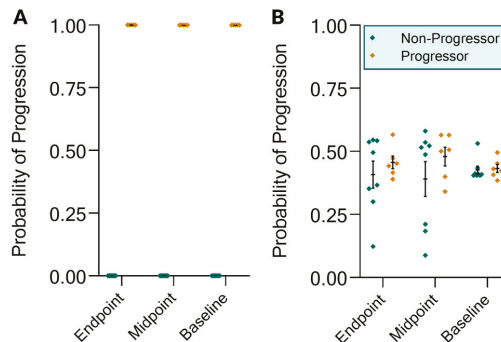 A
Probability of Progression
1.00
0.75
0.50
0.25
0.00
Endpoint
Midpoint
Baseline
B
Non-Progressor
Progressor
Probability of Progression
1.00
0.75
0.50
0.25
0.00
Endpoint
Midpoint
Baseline